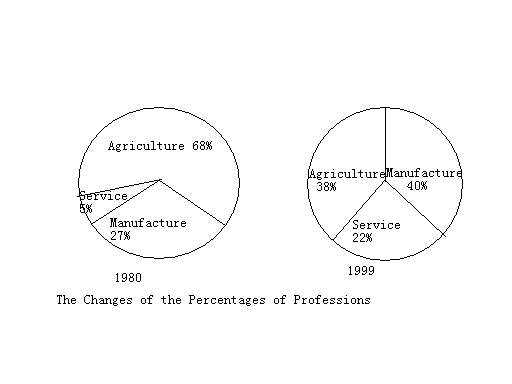 Agriculture 68%
Service
5%
Manufacture
27%
1980
Agriculture
38%
Manufacture
40%
Service
22%
1999
The Changes of the Percentages of Professions